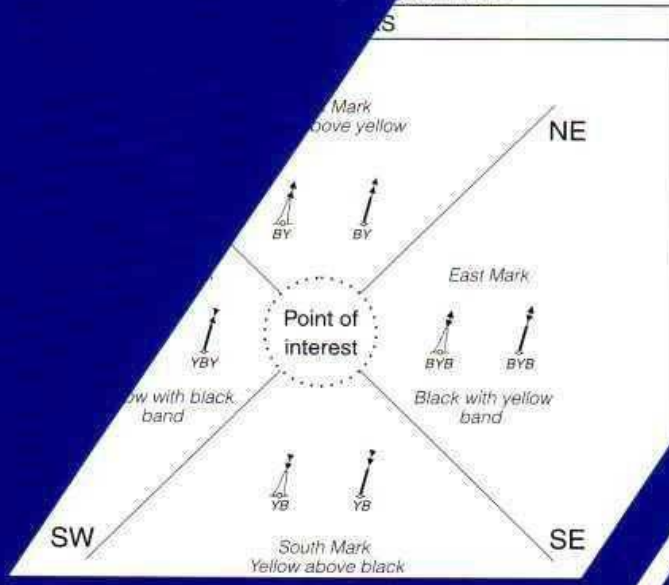 S
Mark
above yellow
NE
BY BY
East Mark
Point of
interest
YBY
BYB BYB
with black
band
Black with yellow
band
YB YB
SW
SE
South Mark
Yellow above black